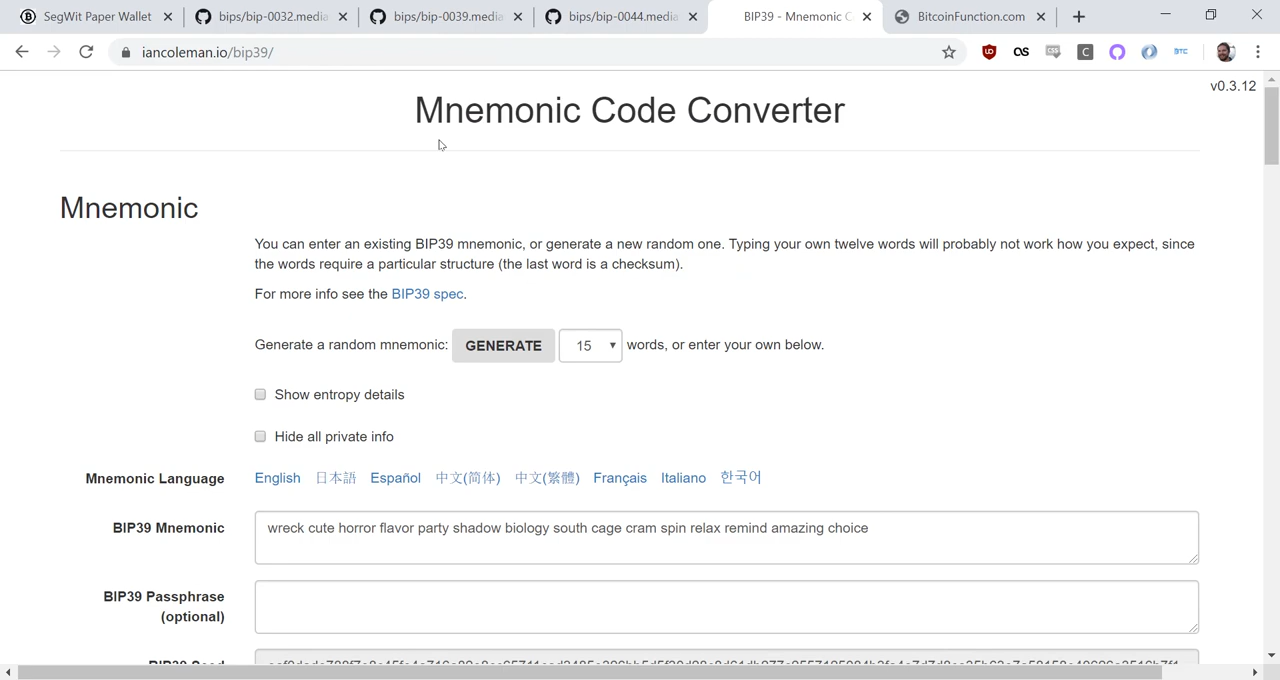 SegWit Paper Wallet
bips/bip-0032.media
bips/bip-0039.media
bips/bip-0044.media
BIP39 - Mnemonic C
BitcoinFunction.com
iancoleman.io/bip39/
v0.3.12
Mnemonic Code Converter
Mnemonic
You can enter an existing BIP39 mnemonic, or generate a new random one. Typing your own twelve words will probably not work how you expect, since
the words require a particular structure (the last word is a checksum).
For more info see the BIP39 spec.
Generate a random mnemonic: GENERATE 15 words, or enter your own below.
Show entropy details
Hide all private info
Mnemonic Language English 日本語 Español 中文(简体) 中文(繁體) Français Italiano 한국어
BIP39 Mnemonic wreck cute horror flavor party shadow biology south cage cram spin relax remind amazing choice
BIP39 Passphrase
(optional)